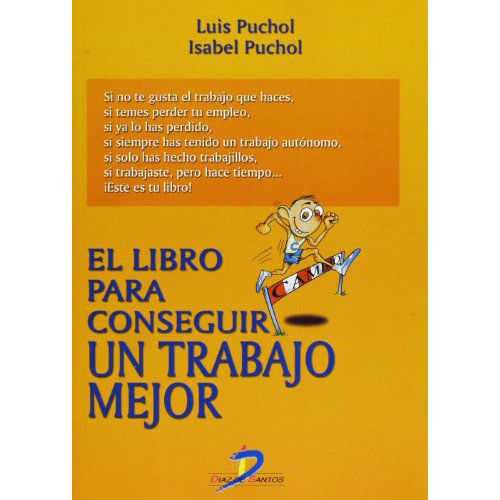 Luis Puchol
Isabel Puchol
Si no te gusta el trabajo que haces,
si temes perder tu empleo,
si ya lo has perdido,
si siempre has tenido un trabajo autónomo,
si solo has hecho trabajillos,
si trabajaste, pero hace tiempo...
¡Este es tu libro!
C
CAMP
EL LIBRO
PARA
CONSEGUIR
UN TRABAJO
MEJOR
DIAZ DE SANTOS